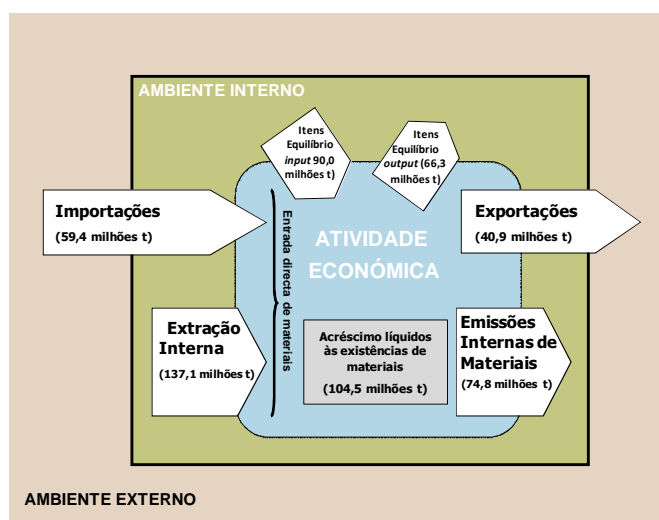 AMBIENTE INTERNO
Itens
Equilíbrio
input 90,0
milhões t)
Itens
Equilíbrio
output (66,3
milhões t)
Importações
(59,4 milhões t)
Entrada directa de materiais
ATIVIDADE
ECONÓMICA
Exportações
(40,9 milhões t)
Extração
Interna
(137,1 milhões t)
Acréscimo líquidos
às existências de
materiais
(104,5 milhões t)
Emissões
Internas de
Materiais
(74,8 milhões t)
AMBIENTE EXTERNO